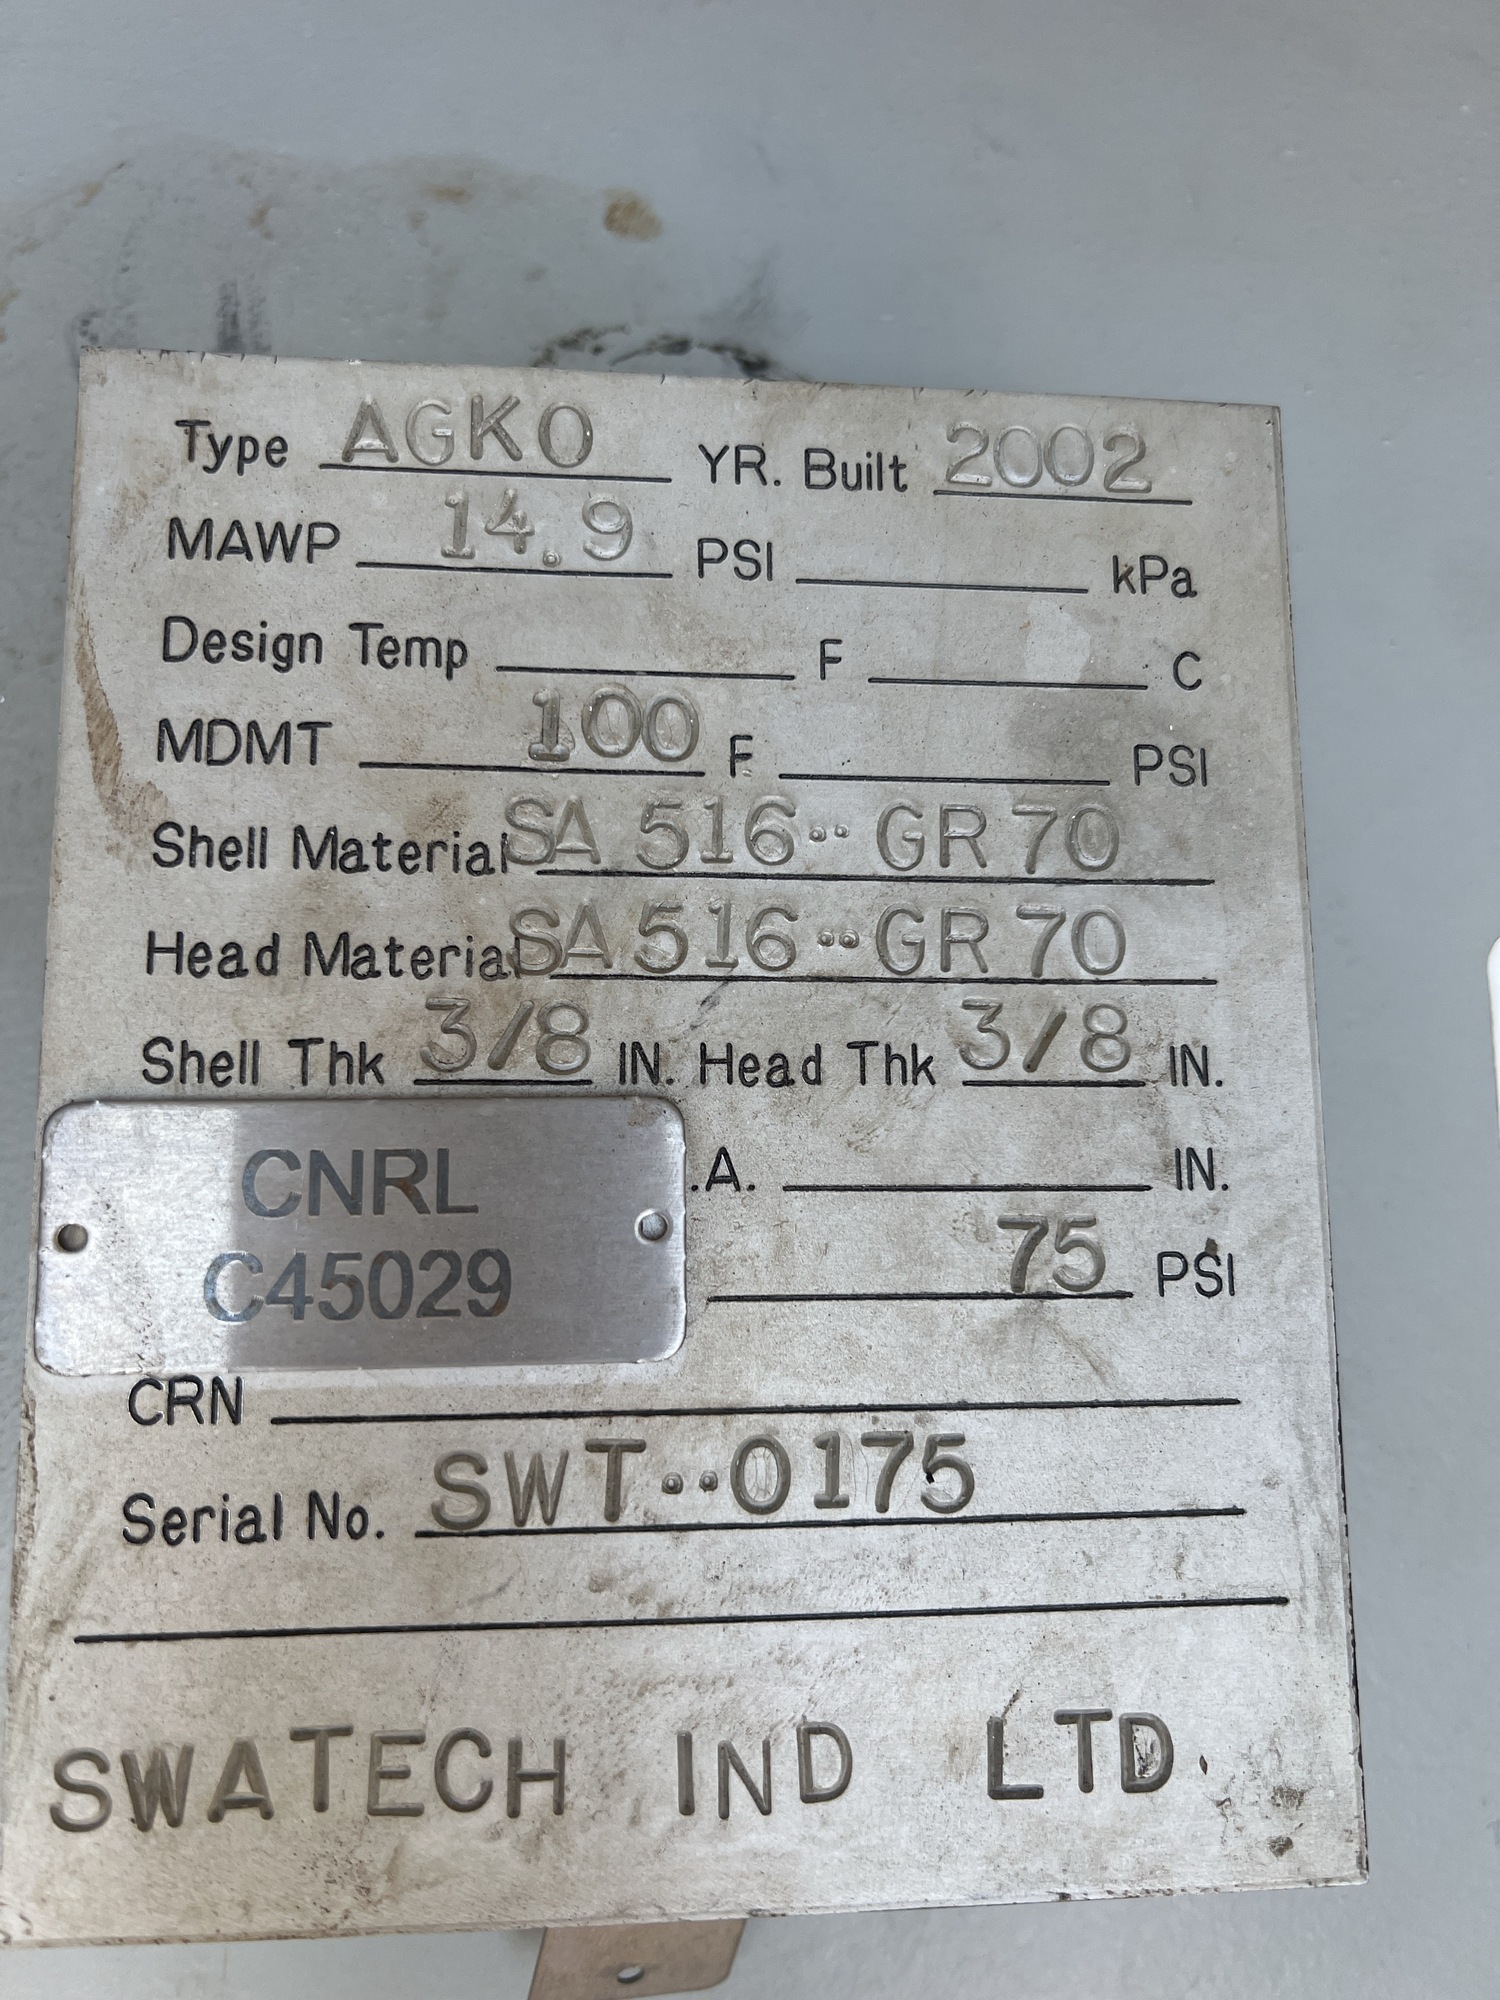 Type AGKO YR. Built 2002
MAWP 14.9 PSI kPa
Design Temp F C
MDMT 100 F PSI
Shell Material SA 516-GR 70
Head Material SA 516-GR 70
Shell Thk 3/8 IN. Head Thk 3/8 IN.
.A. IN.
CNRL
C45029
75 PSI
CRN
Serial No. SWT-0175
SWATECH IND LTD.